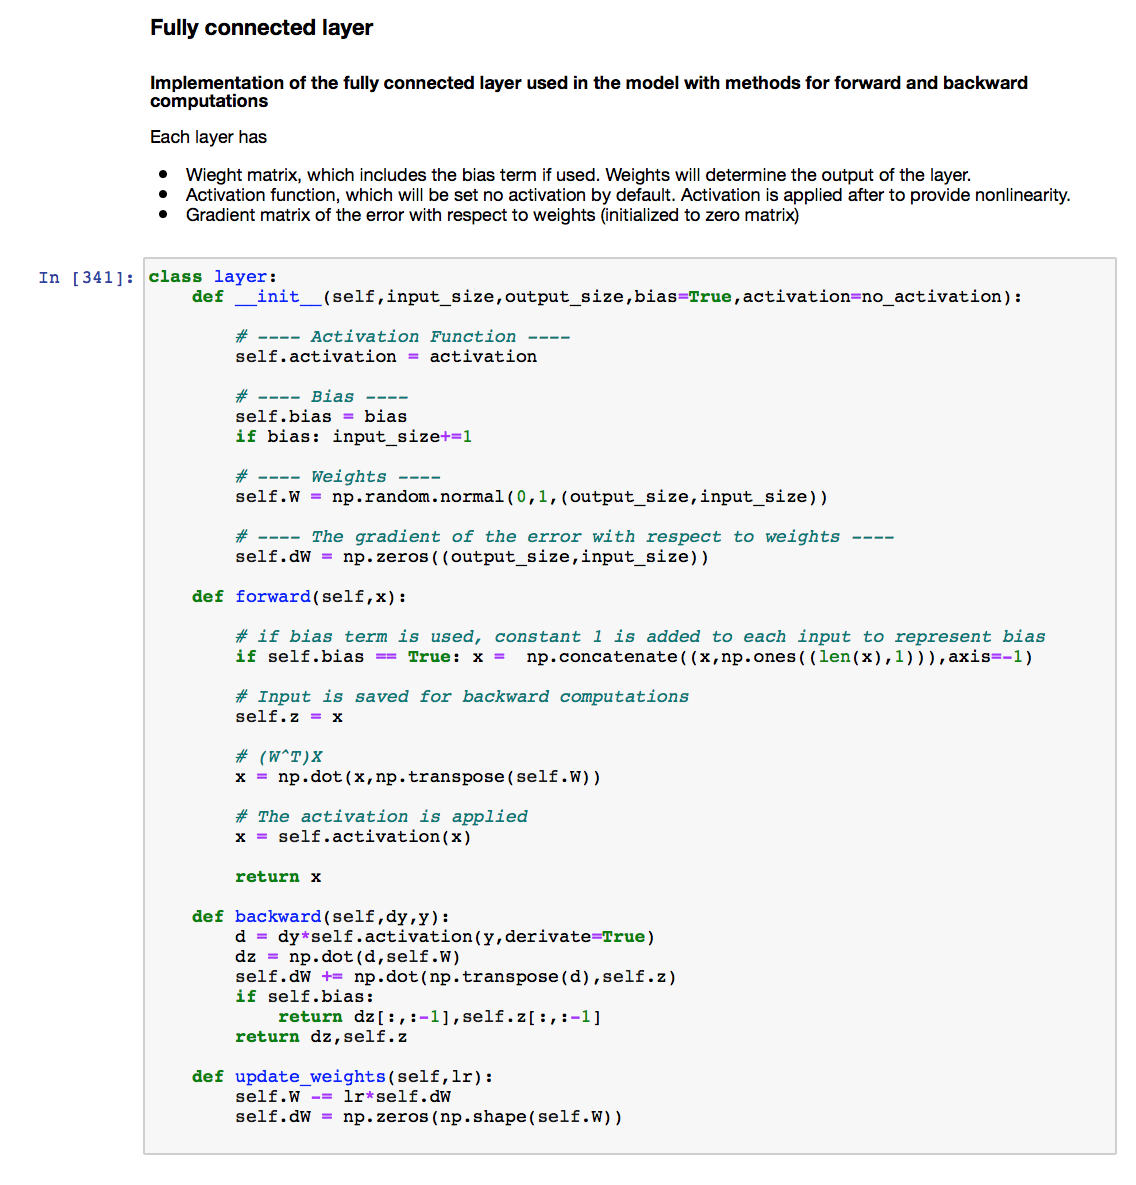 Fully connected layer
Implementation of the fully connected layer used in the model with methods for forward and backward
computations
Each layer has
• Wieght matrix, which includes the bias term if used. Weights will determine the output of the layer.
• Activation function, which will be set no activation by default. Activation is applied after to provide nonlinearity.
• Gradient matrix of the error with respect to weights (initialized to zero matrix)
In [341]: class layer:
    def __init__(self,input_size,output_size,bias=True,activation=no_activation):
        # ---- Activation Function ----
        self.activation = activation
        # ---- Bias ----
        self.bias = bias
        if bias: input_size+=1
        # ---- Weights ----
        self.W = np.random.normal(0,1,(output_size,input_size))
        # ---- The gradient of the error with respect to weights ----
        self.dW = np.zeros((output_size,input_size))
    def forward(self,x):
        # if bias term is used, constant 1 is added to each input to represent bias
        if self.bias == True: x =  np.concatenate((x,np.ones((len(x),1))),axis=-1)
        # Input is saved for backward computations
        self.z = x
        # (W^T)X
        x = np.dot(x,np.transpose(self.W))
        # The activation is applied
        x = self.activation(x)
        return x
    def backward(self,dy,y):
        d = dy*self.activation(y,derivate=True)
        dz = np.dot(d,self.W)
        self.dW += np.dot(np.transpose(d),self.z)
        if self.bias:
            return dz[:,:-1],self.z[:,:-1]
        return dz,self.z
    def update_weights(self,lr):
        self.W -= lr*self.dW
        self.dW = np.zeros(np.shape(self.W))